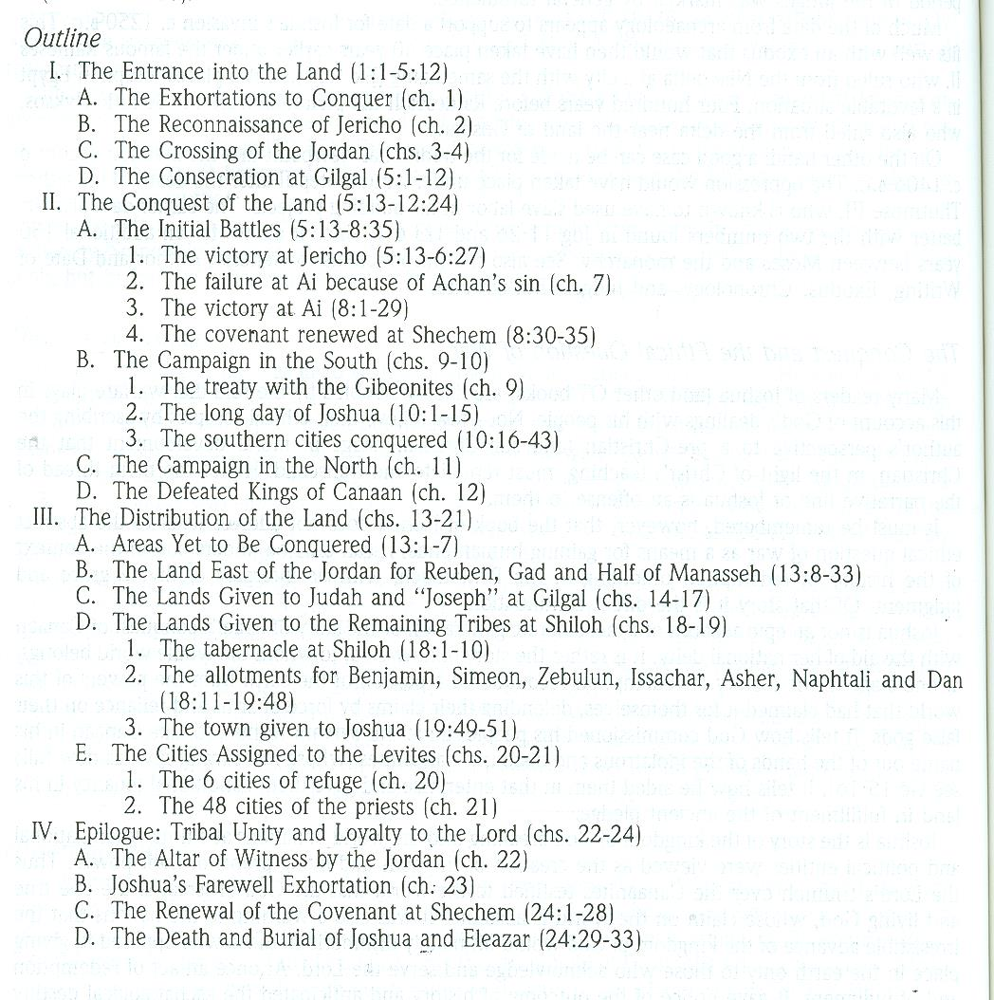 Outline
I. The Entrance into the Land (1:1-5:12)
A. The Exhortations to Conquer (ch. 1)
B. The Reconnaissance of Jericho (ch. 2)
C. The Crossing of the Jordan (chs. 3-4)
D. The Consecration at Gilgal (5:1-12)
II. The Conquest of the Land (5:13-12:24)
A. The Initial Battles (5:13-8:35)
1. The victory at Jericho (5:13-6:27)
2. The failure at Ai because of Achan's sin (ch. 7)
3. The victory at Ai (8:1-29)
4. The covenant renewed at Shechem (8:30-35)
B. The Campaign in the South (chs. 9-10)
1. The treaty with the Gibeonites (ch. 9)
2. The long day of Joshua (10:1-15)
3. The southern cities conquered (10:16-43)
C. The Campaign in the North (ch. 11)
D. The Defeated Kings of Canaan (ch. 12)
III. The Distribution of the Land (chs. 13-21)
A. Areas Yet to Be Conquered (13:1-7)
B. The Land East of the Jordan for Reuben, Gad and Half of Manasseh (13:8-33)
C. The Lands Given to Judah and "Joseph" at Gilgal (chs. 14-17)
D. The Lands Given to the Remaining Tribes at Shiloh (chs. 18-19)
1. The tabernacle at Shiloh (18:1-10)
2. The allotments for Benjamin, Simeon, Zebulun, Issachar, Asher, Naphtali and Dan
(18:11-19:48)
3. The town given to Joshua (19:49-51)
E. The Cities Assigned to the Levites (chs. 20-21)
1. The 6 cities of refuge (ch. 20)
2. The 48 cities of the priests (ch. 21)
IV. Epilogue: Tribal Unity and Loyalty to the Lord (chs. 22-24)
A. The Altar of Witness by the Jordan (ch. 22)
B. Joshua's Farewell Exhortation (ch. 23)
C. The Renewal of the Covenant at Shechem (24:1-28)
D. The Death and Burial of Joshua and Eleazar (24:29-33)